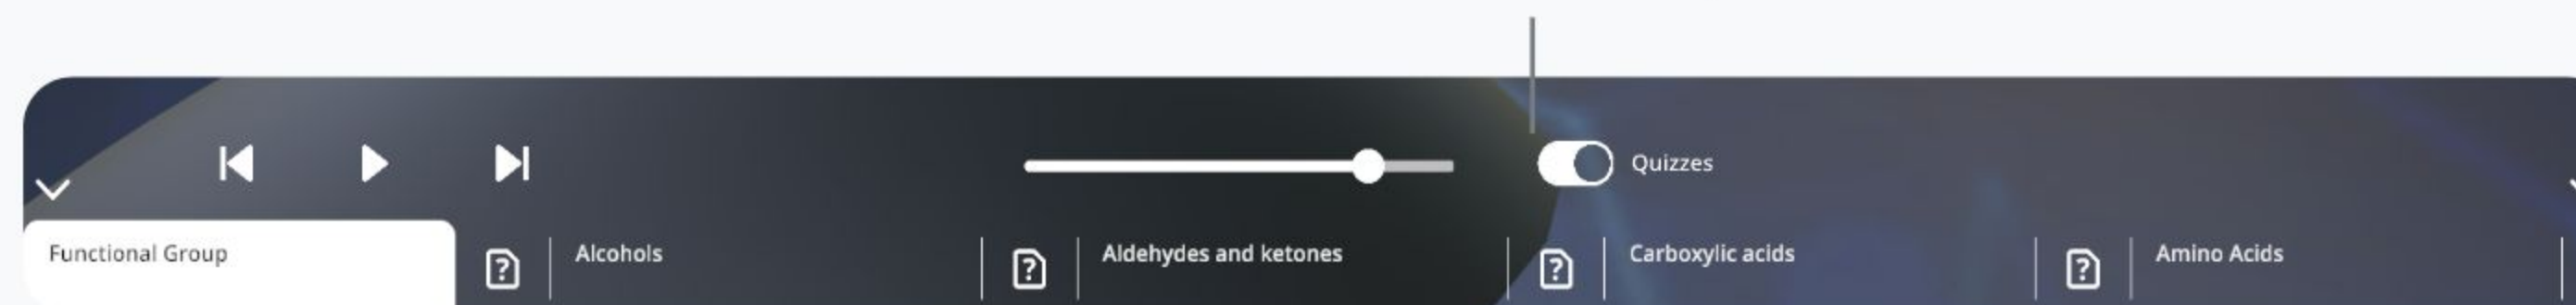 Quizzes
Functional Group
Alcohols
Aldehydes and ketones
Carboxylic acids
Amino Acids